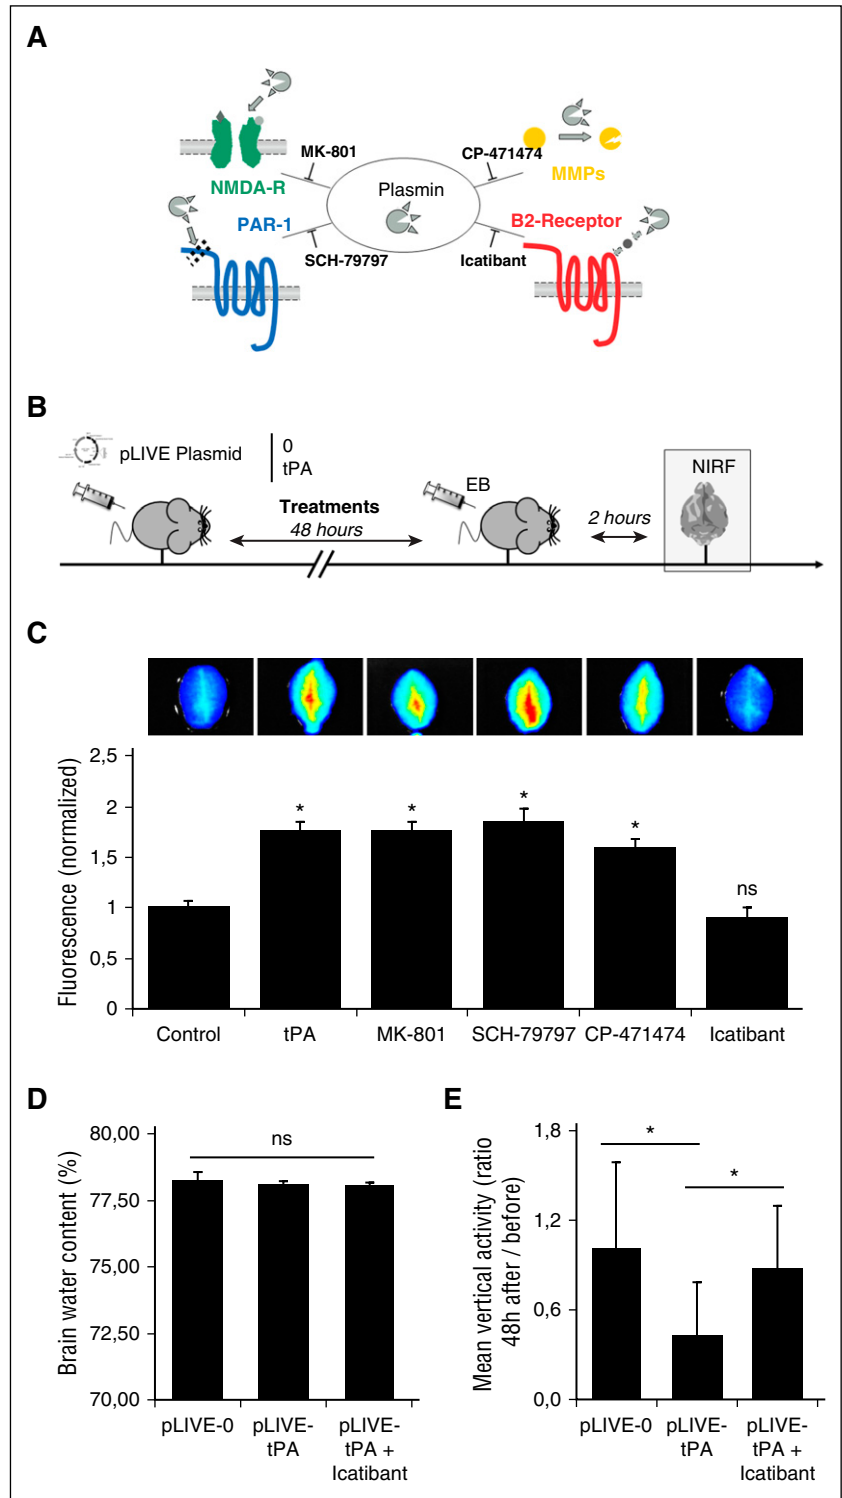 A
MK-801
CP-471474
NMDA-R
Plasmin
MMPs
PAR-1
B2-Receptor
SCH-79797
Icatibant
B
pLIVE Plasmid
0
tPA
NIRF
EB
Treatments
48 hours
2 hours
C
Fluorescence (normalized)
2,5
2
1,5
1
0,5
0
*
*
*
*
ns
Control
tPA
MK-801
SCH-79797
CP-471474
Icatibant
D
Brain water content (%)
80,00
77,50
75,00
72,50
70,00
ns
pLIVE-0
pLIVE-
tPA
pLIVE-
tPA +
Icatibant
E
Mean vertical activity (ratio
48h after / before)
1,8
1,2
0,6
0,0
*
*
pLIVE-0
pLIVE-
tPA
pLIVE-
tPA +
Icatibant